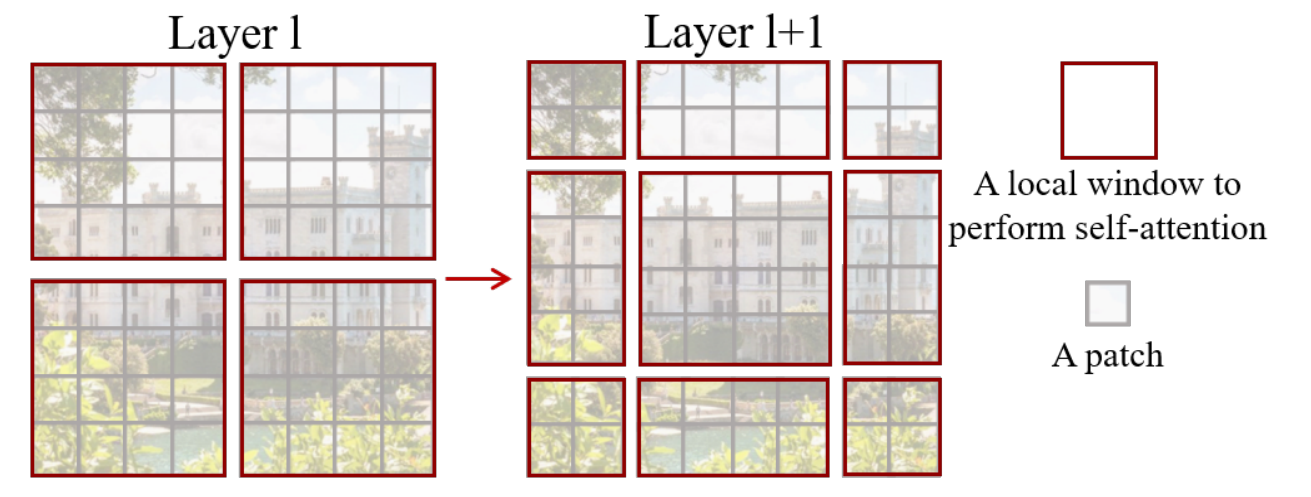 Layer l
Layer l+1
A local window to
perform self-attention
A patch